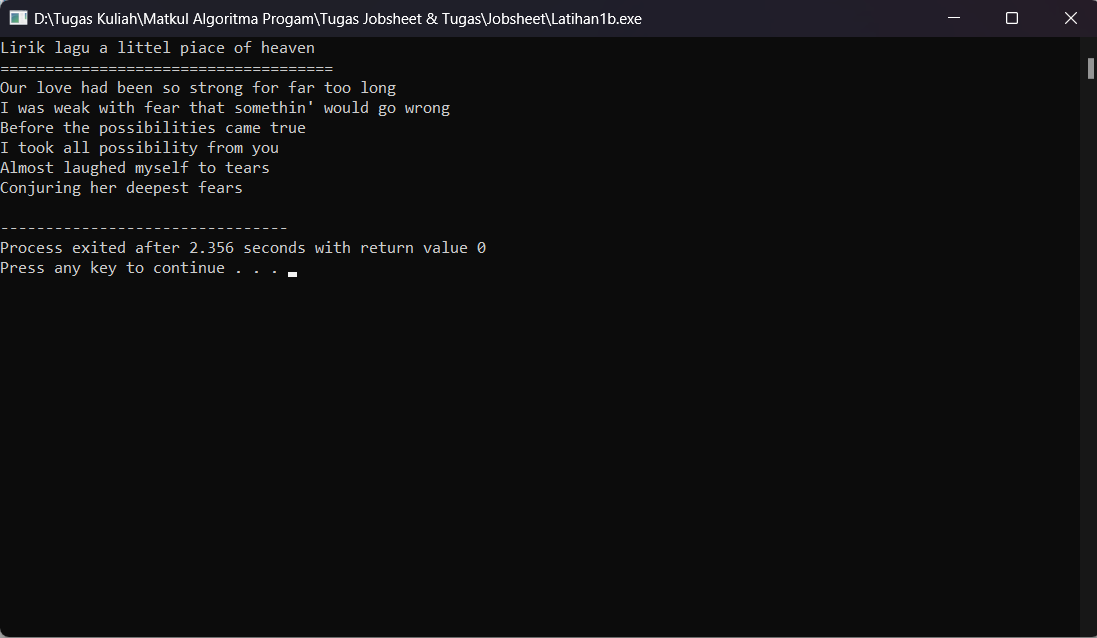 D:\Tugas Kuliah\Matkul Algoritma Progam\Tugas Jobsheet & Tugas\Jobsheet\Latihan1b.exe
Lirik lagu a littel piace of heaven
=====================================
Our love had been so strong for far too long
I was weak with fear that somethin' would go wrong
Before the possibilities came true
I took all possibility from you
Almost laughed myself to tears
Conjuring her deepest fears
--------------------------------
Process exited after 2.356 seconds with return value 0
Press any key to continue . . .